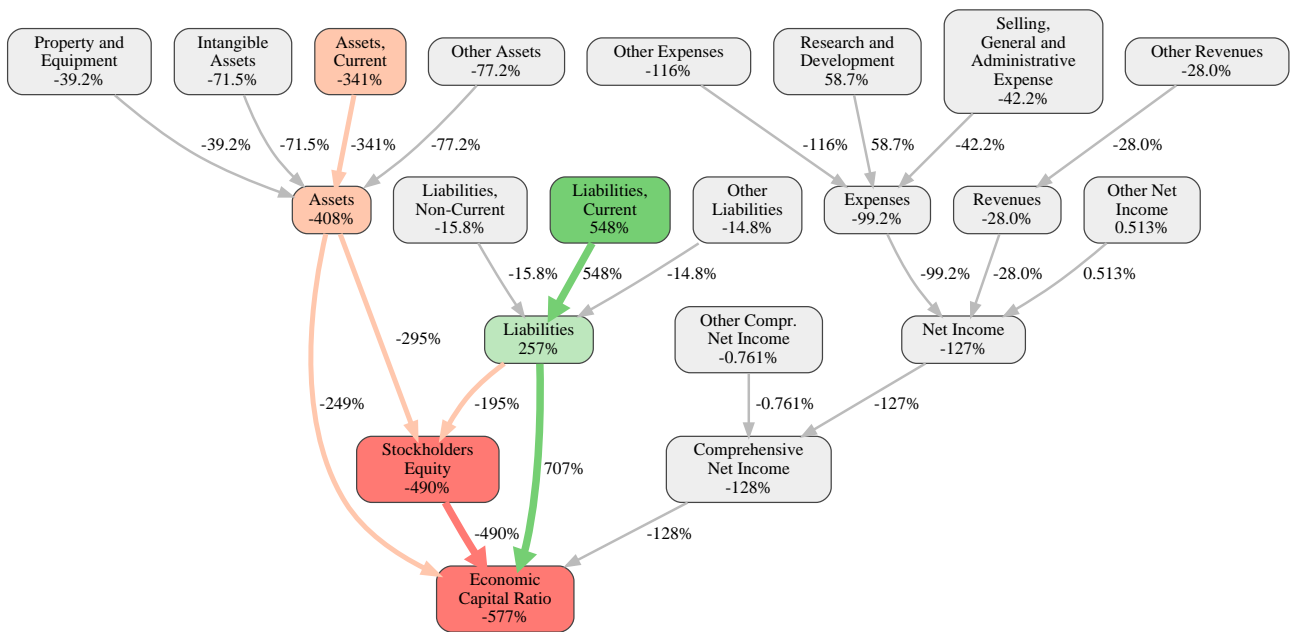 Property and
Equipment
-39.2%
Intangible
Assets
-71.5%
Assets,
Current
-341%
Other Assets
-77.2%
Other Expenses
-116%
Research and
Development
58.7%
Selling,
General and
Administrative
Expense
-42.2%
Other Revenues
-28.0%
-39.2%
-71.5%
-341%
-77.2%
-116%
58.7%
-42.2%
-28.0%
Assets
-408%
Liabilities,
Non-Current
-15.8%
Liabilities,
Current
548%
Other
Liabilities
-14.8%
Expenses
-99.2%
Revenues
-28.0%
Other Net
Income
0.513%
-15.8%
548%
-14.8%
-99.2%
-28.0%
0.513%
-295%
Liabilities
257%
Other Compr.
Net Income
-0.761%
Net Income
-127%
-249%
-195%
-0.761%
-127%
Stockholders
Equity
-490%
707%
Comprehensive
Net Income
-128%
-490%
-128%
Economic
Capital Ratio
-577%